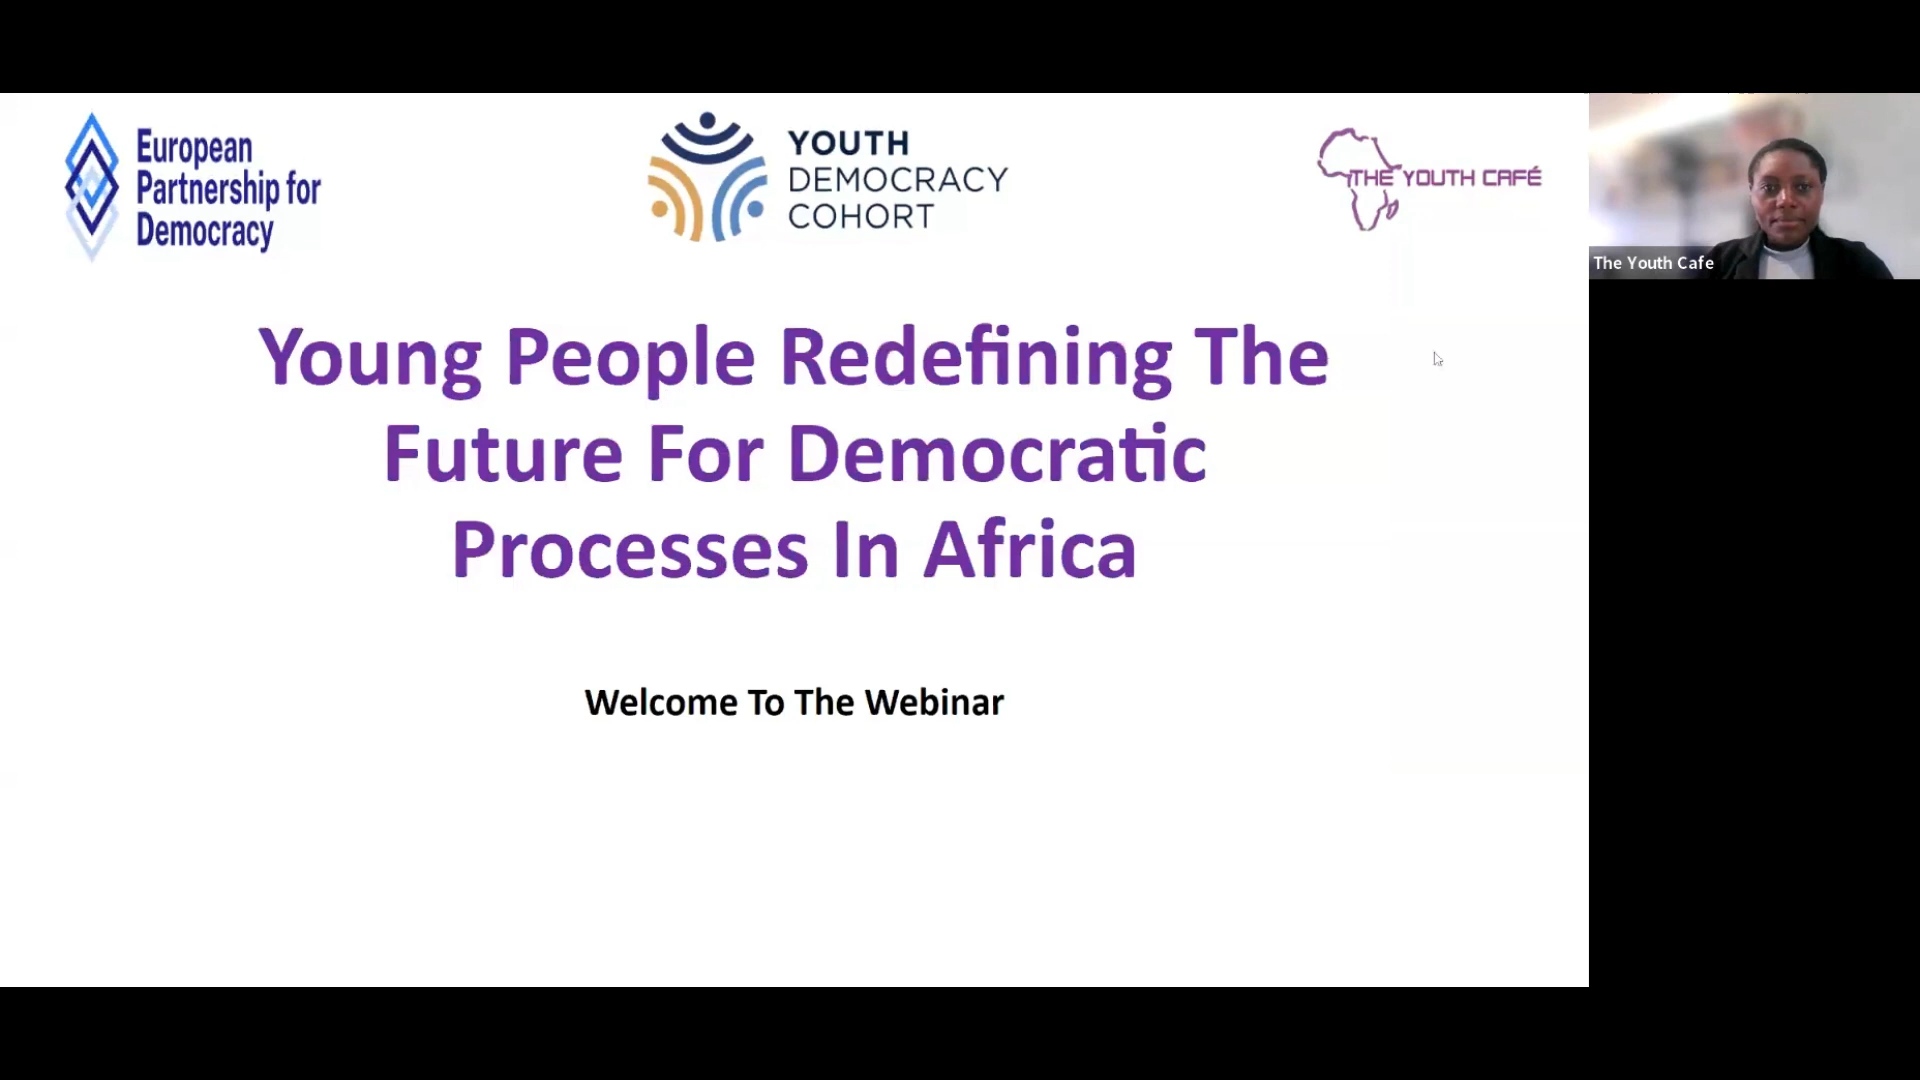 European
Partnership for
Democracy
YOUTH
DEMOCRACY
COHORT
THE YOUTH CAFÉ
The Youth Cafe
Young People Redefining The
Future For Democratic
Processes In Africa
Welcome To The Webinar